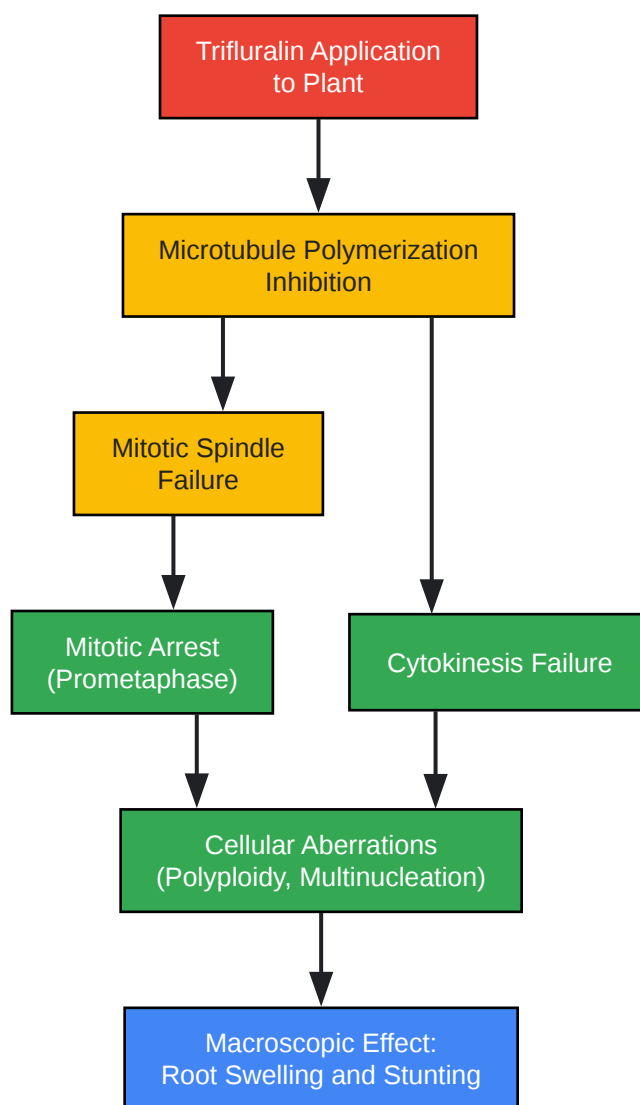 Trifluralin Application
to Plant
Microtubule Polymerization
Inhibition
Mitotic Spindle
Failure
Mitotic Arrest
(Prometaphase)
Cytokinesis Failure
Cellular Aberrations
(Polyploidy, Multinucleation)
Macroscopic Effect:
Root Swelling and Stunting